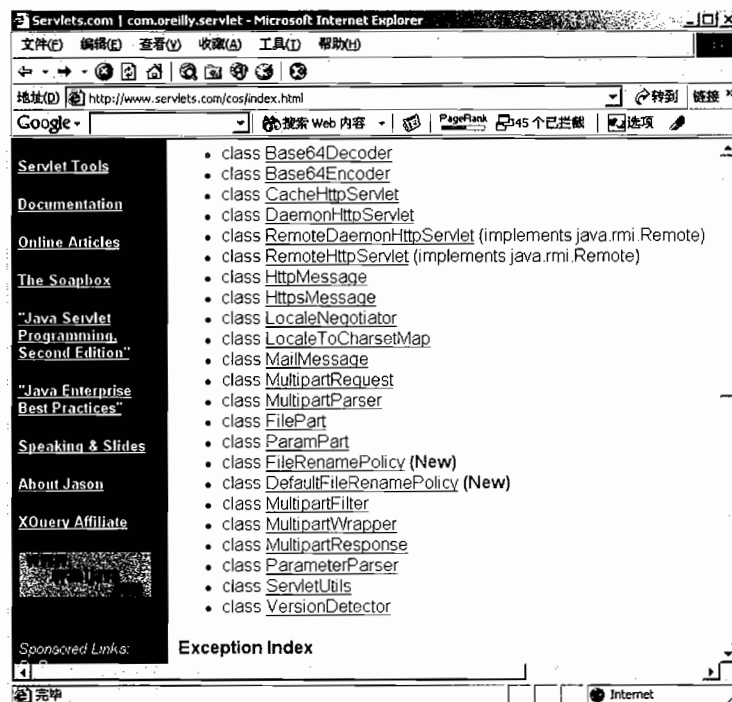 Servlets.com | com.oreilly.servlet - Microsoft Internet Explorer
文件(F) 编辑(E) 查看(V) 收藏(A) 工具(T) 帮助(H)
地址(D) http://www.servlets.com/cos/index.html 转到 链接 »
Google 搜索 Web 内容 PageRank 45 个已拦截 选项
Servlet Tools
Documentation
Online Articles
The Soapbox
"Java Servlet
Programming,
Second Edition"
"Java Enterprise
Best Practices"
Speaking & Slides
About Jason
XQuery Affiliate
Sponsored Links:
• class Base64Decoder
• class Base64Encoder
• class CacheHttpServlet
• class DaemonHttpServlet
• class RemoteDaemonHttpServlet (implements java.rmi.Remote)
• class RemoteHttpServlet (implements java.rmi.Remote)
• class HttpMessage
• class HttpsMessage
• class LocaleNegotiator
• class LocaleToCharsetMap
• class MailMessage
• class MultipartRequest
• class MultipartParser
• class FilePart
• class ParamPart
• class FileRenamePolicy (New)
• class DefaultFileRenamePolicy (New)
• class MultipartFilter
• class MultipartWrapper
• class MultipartResponse
• class ParameterParser
• class ServletUtils
• class VersionDetector
Exception Index
完毕 Internet